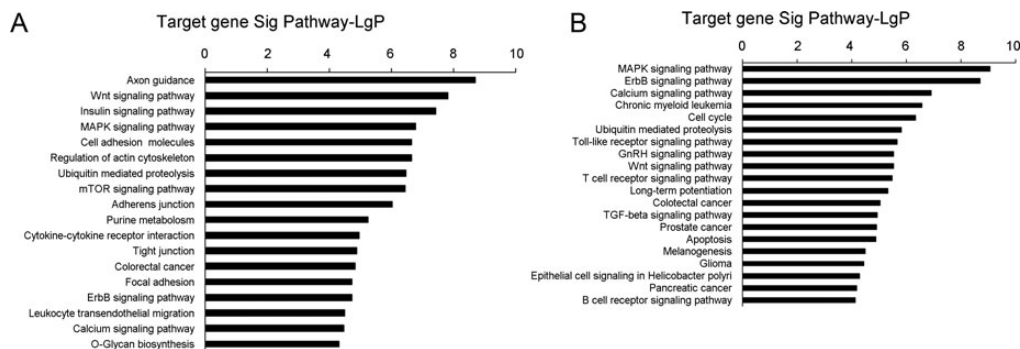 A
Target gene Sig Pathway-LgP
0 2 4 6 8 10
Axon guidance
Wnt signaling pathway
Insulin signaling pathway
MAPK signaling pathway
Cell adhesion molecules
Regulation of actin cytoskeleton
Ubiquitin mediated proteolysis
mTOR signaling pathway
Adherens junction
Purine metabolosm
Cytokine-cytokine receptor interaction
Tight junction
Colorectal cancer
Focal adhesion
ErbB signaling pathway
Leukocyte transendothelial migration
Calcium signaling pathway
O-Glycan biosynthesis
B
Target gene Sig Pathway-LgP
0 2 4 6 8 10
MAPK signaling pathway
ErbB signaling pathway
Calcium signaling pathway
Chronic myeloid leukemia
Cell cycle
Ubiquitin mediated proteolysis
Toll-like receptor signaling pathway
GnRH signaling pathway
Wnt signaling pathway
T cell receptor signaling pathway
Long-term potentiation
Colotectal cancer
TGF-beta signaling pathway
Prostate cancer
Apoptosis
Melanogenesis
Glioma
Epithelial cell signaling in Helicobacter polyri
Pancreatic cancer
B cell receptor signaling pathway